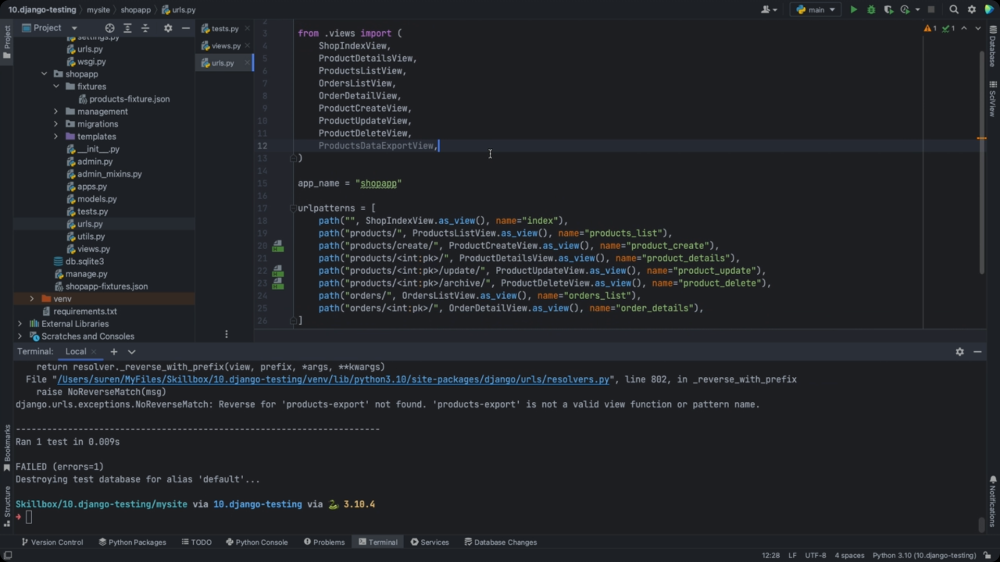 10.django-testing mysite shopapp urls.py
main
Project
settings.py
urls.py
wsgi.py
shopapp
fixtures
products-fixture.json
management
migrations
templates
__init__.py
admin.py
admin_mixins.py
apps.py
models.py
tests.py
urls.py
utils.py
views.py
db.sqlite3
manage.py
shopapp-fixtures.json
venv
requirements.txt
External Libraries
Scratches and Consoles
tests.py
views.py
urls.py
2
3 from .views import (
4 ShopIndexView,
5 ProductDetailsView,
6 ProductsListView,
7 OrdersListView,
8 OrderDetailView,
9 ProductCreateView,
10 ProductUpdateView,
11 ProductDeleteView,
12 ProductsDataExportView,
13 )
14
15 app_name = "shopapp"
16
17 urlpatterns = [
18 path("", ShopIndexView.as_view(), name="index"),
19 path("products/", ProductsListView.as_view(), name="products_list"),
20 path("products/create/", ProductCreateView.as_view(), name="product_create"),
21 path("products/<int:pk>/", ProductDetailsView.as_view(), name="product_details"),
22 path("products/<int:pk>/update/", ProductUpdateView.as_view(), name="product_update"),
23 path("products/<int:pk>/archive/", ProductDeleteView.as_view(), name="product_delete"),
24 path("orders/", OrdersListView.as_view(), name="orders_list"),
25 path("orders/<int:pk>/", OrderDetailView.as_view(), name="order_details"),
26 ]
1 1
Project
Bookmarks
Structure
Database
SciView
Notifications
Terminal: Local
return resolver._reverse_with_prefix(view, prefix, *args, **kwargs)
File "/Users/suren/MyFiles/Skillbox/10.django-testing/venv/lib/python3.10/site-packages/django/urls/resolvers.py", line 802, in _reverse_with_prefix
raise NoReverseMatch(msg)
django.urls.exceptions.NoReverseMatch: Reverse for 'products-export' not found. 'products-export' is not a valid view function or pattern name.
----------------------------------------------------------------------
Ran 1 test in 0.009s
FAILED (errors=1)
Destroying test database for alias 'default'...
Skillbox/10.django-testing/mysite via 10.django-testing via 3.10.4
Version Control Python Packages TODO Python Console Problems Terminal Services Database Changes
12:28 LF UTF-8 4 spaces Python 3.10 (10.django-testing)